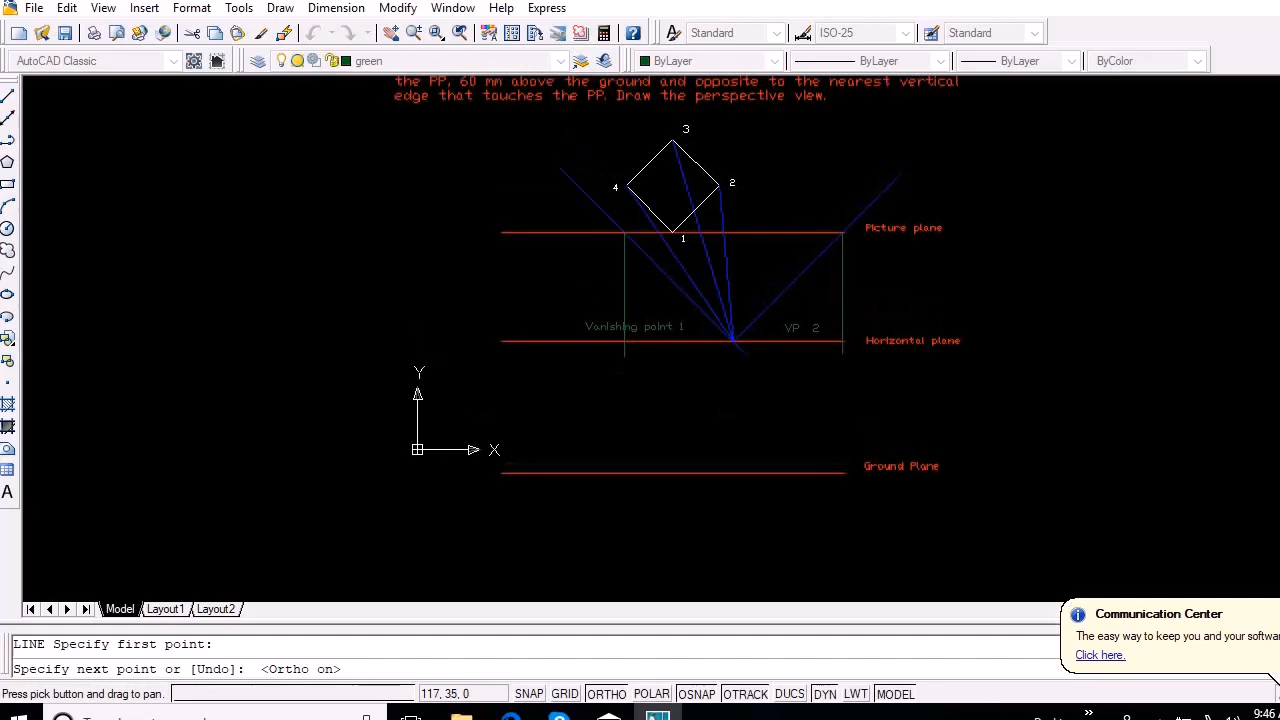 File Edit View Insert Format Tools Draw Dimension Modify Window Help Express
Standard ISO-25 Standard
AutoCAD Classic green ByLayer ByLayer ByLayer ByColor
the PP, 60 mm above the ground and opposite to the nearest vertical
edge that touches the PP. Draw the perspective view.
3
4 2
1 Picture plane
Vanishing point 1 VP 2
Horizontal plane
Y
X
Ground Plane
A
Model Layout1 Layout2
Communication Center
The easy way to keep you and your softwa
Click here.
LINE Specify first point:
Specify next point or [Undo]: <Ortho on>
Press pick button and drag to pan. 117, 35, 0 SNAP GRID ORTHO POLAR OSNAP OTRACK DUCS DYN LWT MODEL
9:46